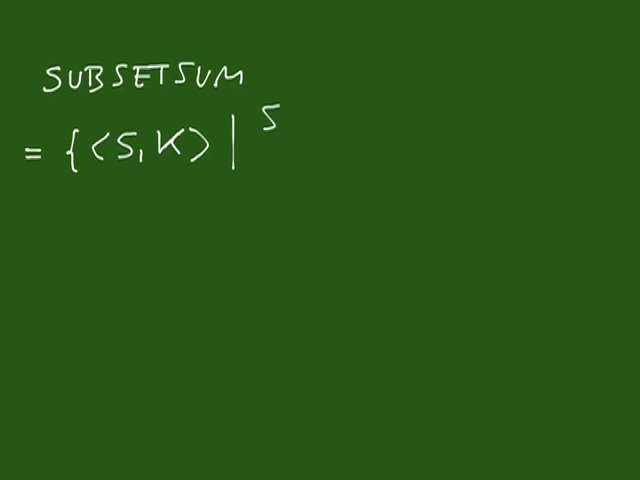 SUBSETSUM
= {<S,K> | S